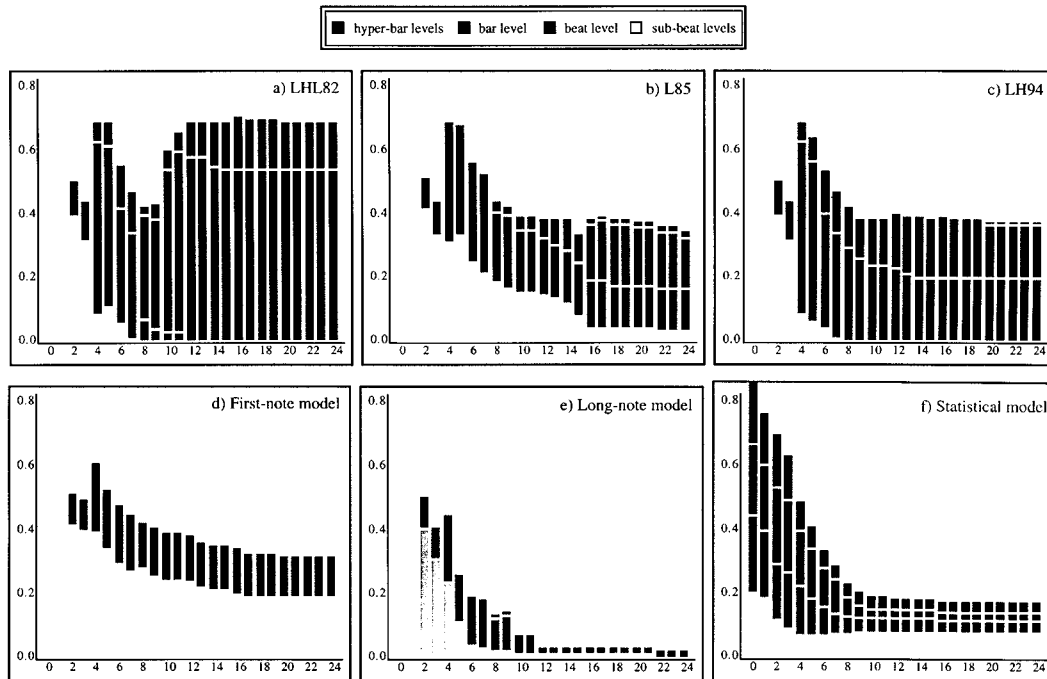 hyper-bar levels bar level beat level sub-beat levels
a) LHL82
0.8
0.6
0.4
0.2
0.0
0 2 4 6 8 10 12 14 16 18 20 22 24
b) L85
0.8
0.6
0.4
0.2
0.0
0 2 4 6 8 10 12 14 16 18 20 22 24
c) LH94
0.8
0.6
0.4
0.2
0.0
0 2 4 6 8 10 12 14 16 18 20 22 24
d) First-note model
0.8
0.6
0.4
0.2
0.0
0 2 4 6 8 10 12 14 16 18 20 22 24
e) Long-note model
0.8
0.6
0.4
0.2
0.0
0 2 4 6 8 10 12 14 16 18 20 22 24
f) Statistical model
0.8
0.6
0.4
0.2
0.0
0 2 4 6 8 10 12 14 16 18 20 22 24